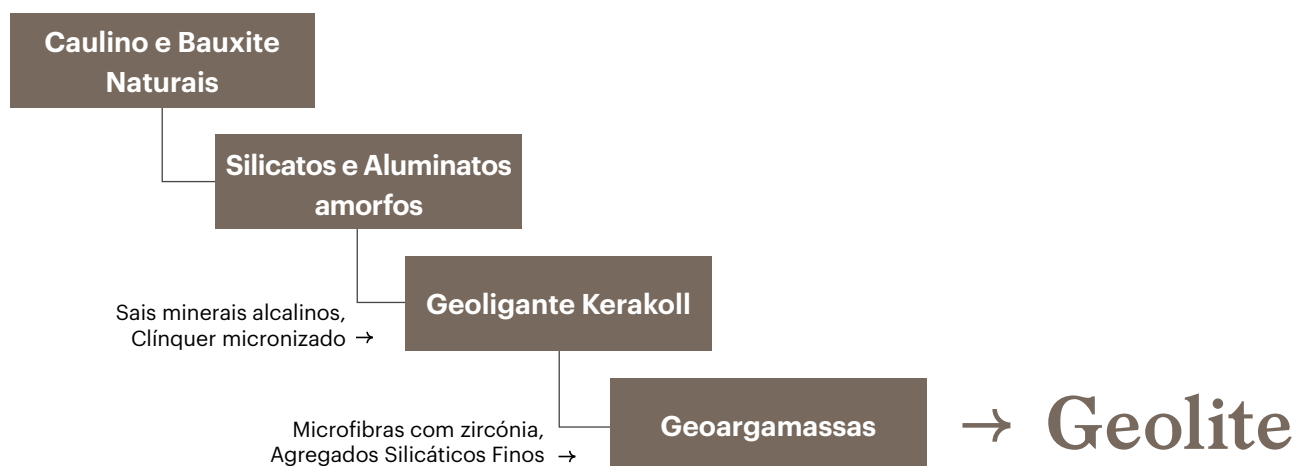 Caulino e Bauxite
Naturais
Silicatos e Aluminatos
amorfos
Geoligante Kerakoll
Sais minerais alcalinos,
Clínquer micronizado →
Geoargamassas
→ Geolite
Microfibras com zircónia,
Agregados Silicáticos Finos →